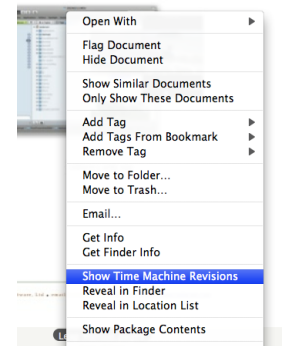 Open With
Flag Document
Hide Document
Show Similar Documents
Only Show These Documents
Add Tag
Add Tags From Bookmark
Remove Tag
Move to Folder...
Move to Trash...
Email...
Get Info
Get Finder Info
Show Time Machine Revisions
Reveal in Finder
Reveal in Location List
Show Package Contents